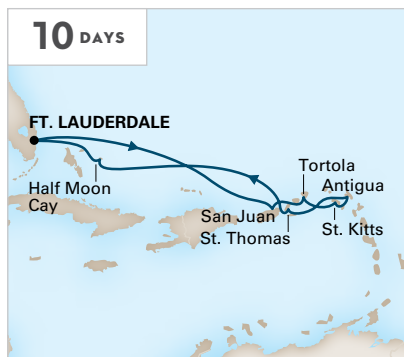 10 DAYS
FT. LAUDERDALE
Half Moon
Cay
Tortola
Antigua
San Juan
St. Thomas
St. Kitts